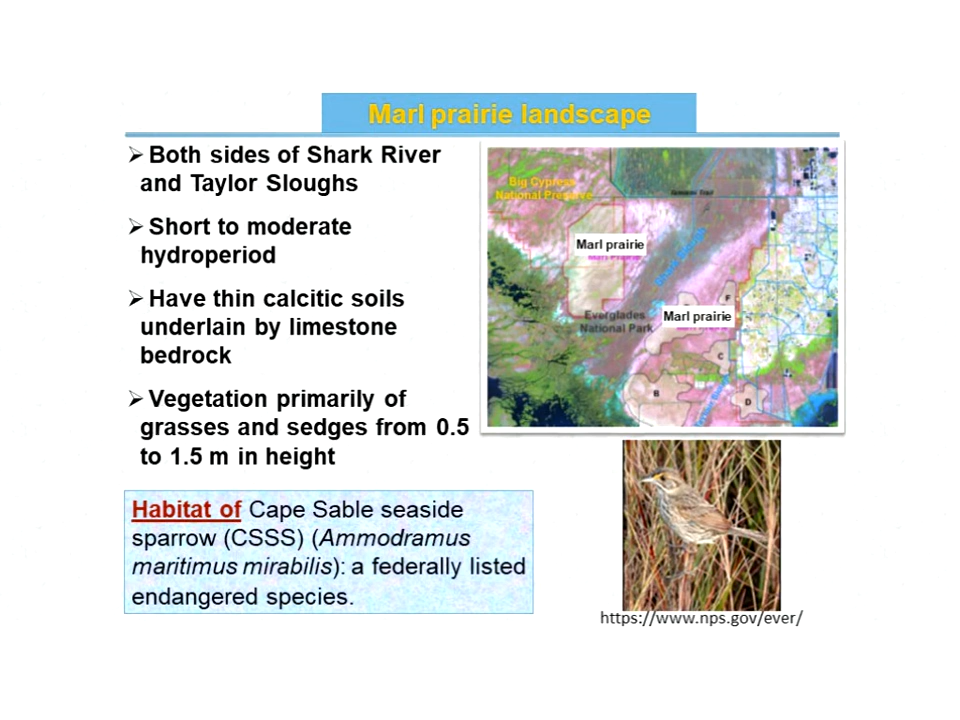 Marl prairie landscape
➢ Both sides of Shark River
and Taylor Sloughs
➢ Short to moderate
hydroperiod
➢ Have thin calcitic soils
underlain by limestone
bedrock
➢ Vegetation primarily of
grasses and sedges from 0.5
to 1.5 m in height
Habitat of Cape Sable seaside
sparrow (CSSS) (Ammodramus
maritimus mirabilis): a federally listed
endangered species.
Big Cypress
National Preserve
Marl prairie
Everglades
National Park
Marl prairie
F
C
B
D
https://www.nps.gov/ever/